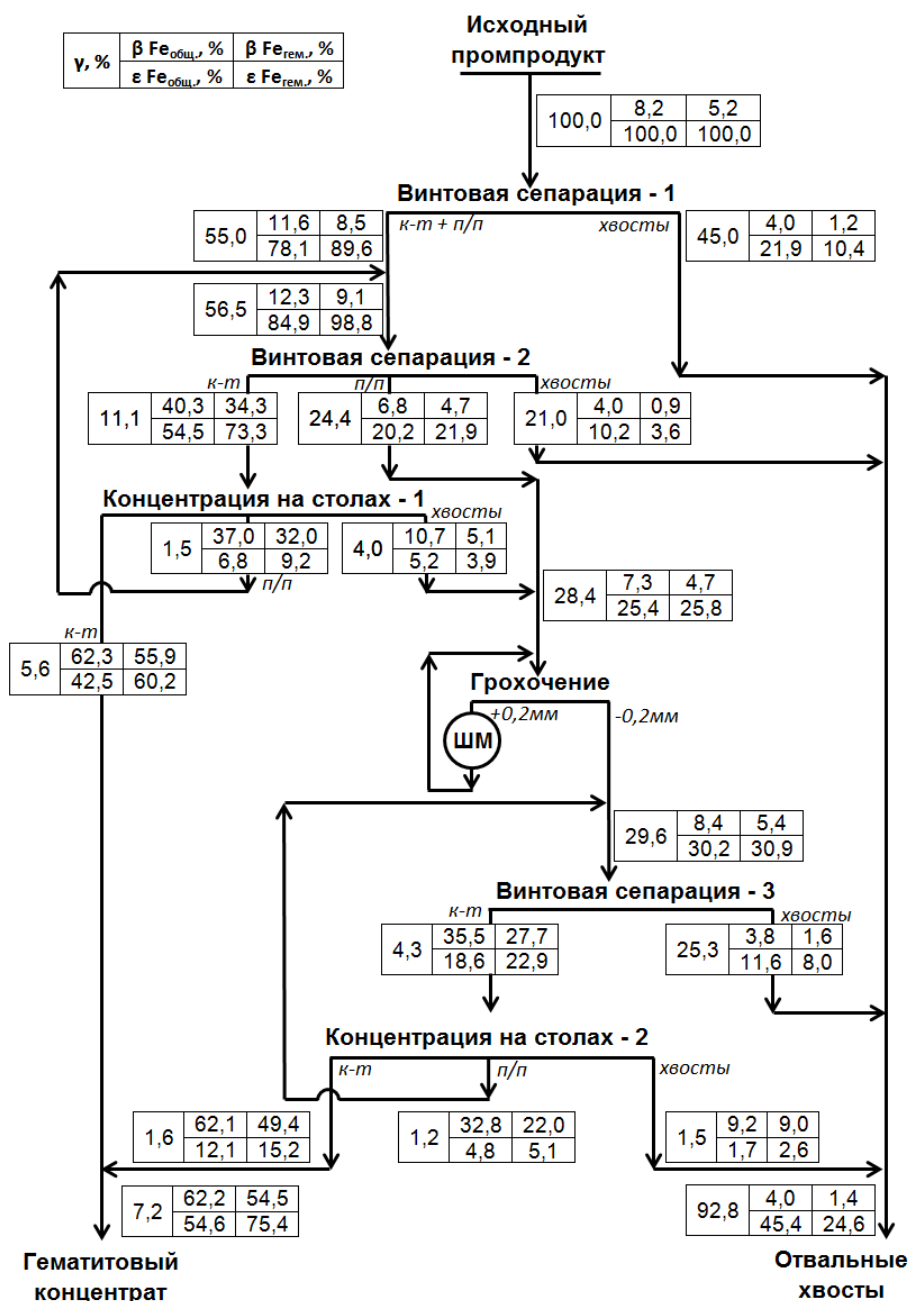 Исходный
промпродукт
γ, %
β Feобщ., %
β Feгем., %
ε Feобщ., %
ε Feгем., %
100,0
8,2
5,2
100,0
100,0
Винтовая сепарация - 1
к-т + п/п
хвосты
55,0
11,6
8,5
78,1
89,6
45,0
4,0
1,2
21,9
10,4
56,5
12,3
9,1
84,9
98,8
Винтовая сепарация - 2
к-т
п/п
хвосты
11,1
40,3
34,3
54,5
73,3
24,4
6,8
4,7
20,2
21,9
21,0
4,0
0,9
10,2
3,6
Концентрация на столах - 1
хвосты
1,5
37,0
32,0
6,8
9,2
4,0
10,7
5,1
5,2
3,9
п/п
28,4
7,3
4,7
25,4
25,8
к-т
5,6
62,3
55,9
42,5
60,2
Грохочение
+0,2мм
-0,2мм
ШМ
29,6
8,4
5,4
30,2
30,9
Винтовая сепарация - 3
к-т
хвосты
4,3
35,5
27,7
18,6
22,9
25,3
3,8
1,6
11,6
8,0
Концентрация на столах - 2
к-т
п/п
хвосты
1,6
62,1
49,4
12,1
15,2
1,2
32,8
22,0
4,8
5,1
1,5
9,2
9,0
1,7
2,6
7,2
62,2
54,5
54,6
75,4
92,8
4,0
1,4
45,4
24,6
Гематитовый
концентрат
Отвальные
хвосты